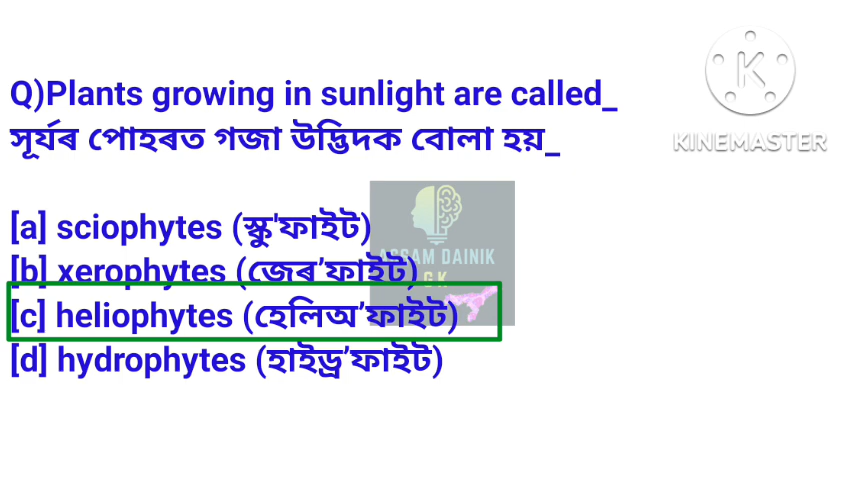 Q)Plants growing in sunlight are called_
সূৰ্যৰ পোহৰত গজা উদ্ভিদক বোলা হয়_
KINEMASTER
[a] sciophytes (স্কু'ফাইট)
ASSAM DAINIK
GK
[b] xerophytes (জেৰ’ফাইট)
[c] heliophytes (হেলিঅ’ফাইট)
[d] hydrophytes (হাইড্ৰ’ফাইট)